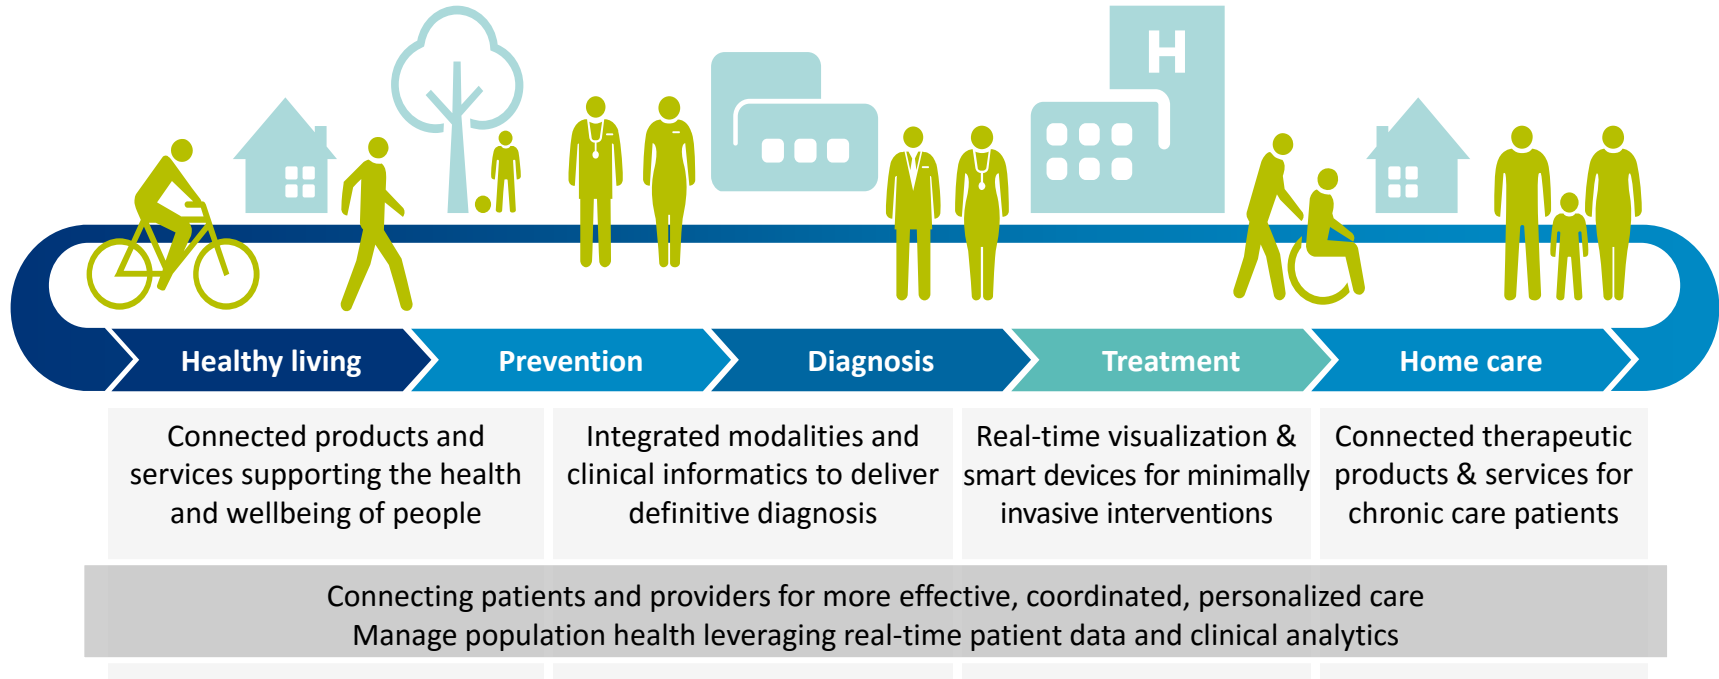 H
Healthy living
Prevention
Diagnosis
Treatment
Home care
Connected products and
services supporting the health
and wellbeing of people
Integrated modalities and
clinical informatics to deliver
definitive diagnosis
Real-time visualization &
smart devices for minimally
invasive interventions
Connected therapeutic
products & services for
chronic care patients
Connecting patients and providers for more effective, coordinated, personalized care
Manage population health leveraging real-time patient data and clinical analytics